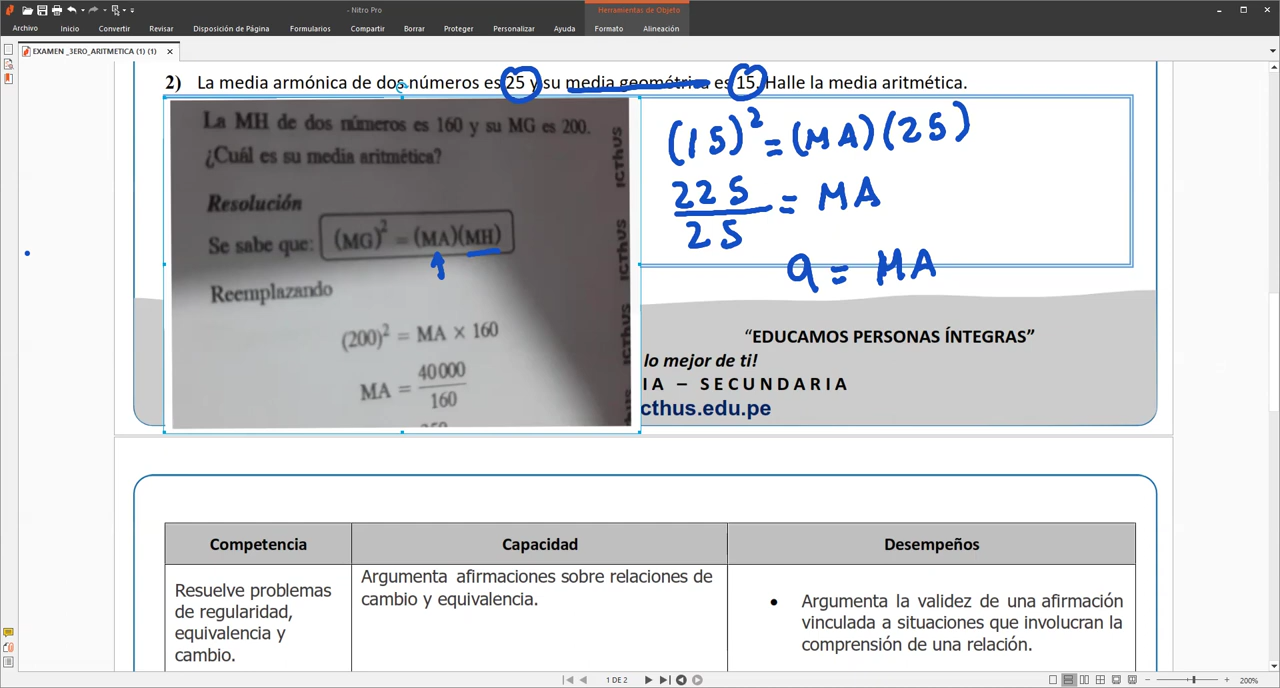 - Nitro Pro
Herramientas de Objeto
Archivo Inicio Convertir Revisar Disposición de Página Formularios Compartir Borrar Proteger Personalizar Ayuda Formato Alineación
EXAMEN _3ERO_ARITMETICA (1) (1) ×
2) La media armónica de dos números es 25 y su media geométrica es 15. Halle la media aritmética.
La MH de dos números es 160 y su MG es 200.
¿Cuál es su media aritmética?
Resolución
Se sabe que: (MG)² = (MA)(MH)
Reemplazando
(200)² = MA × 160
MA = 40 000
160
ICTHUS
ICTHUS
ICTHUS
(15)² = (MA)(25)
225 = MA
25
9 = MA
“EDUCAMOS PERSONAS ÍNTEGRAS”
lo mejor de ti!
IA – SECUNDARIA
cthus.edu.pe
Competencia Capacidad Desempeños
Resuelve problemas
de regularidad,
equivalencia y
cambio.
Argumenta afirmaciones sobre relaciones de
cambio y equivalencia.
• Argumenta la validez de una afirmación
vinculada a situaciones que involucran la
comprensión de una relación.
1 DE 2
200%